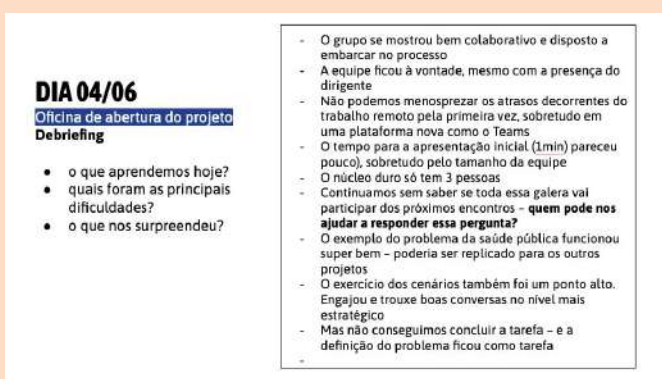 DIA 04/06
Oficina de abertura do projeto
Debriefing
• o que aprendemos hoje?
• quais foram as principais
dificuldades?
• o que nos surpreendeu?
- O grupo se mostrou bem colaborativo e disposto a
embarcar no processo
- A equipe ficou à vontade, mesmo com a presença do
dirigente
- Não podemos menosprezar os atrasos decorrentes do
trabalho remoto pela primeira vez, sobretudo em
uma plataforma nova como o Teams
- O tempo para a apresentação inicial (1min) pareceu
pouco), sobretudo pelo tamanho da equipe
- O núcleo duro só tem 3 pessoas
- Continuamos sem saber se toda essa galera vai
participar dos próximos encontros – quem pode nos
ajudar a responder essa pergunta?
- O exemplo do problema da saúde pública funcionou
super bem – poderia ser replicado para os outros
projetos
- O exercício dos cenários também foi um ponto alto.
Engajou e trouxe boas conversas no nível mais
estratégico
- Mas não conseguimos concluir a tarefa – e a
definição do problema ficou como tarefa
-